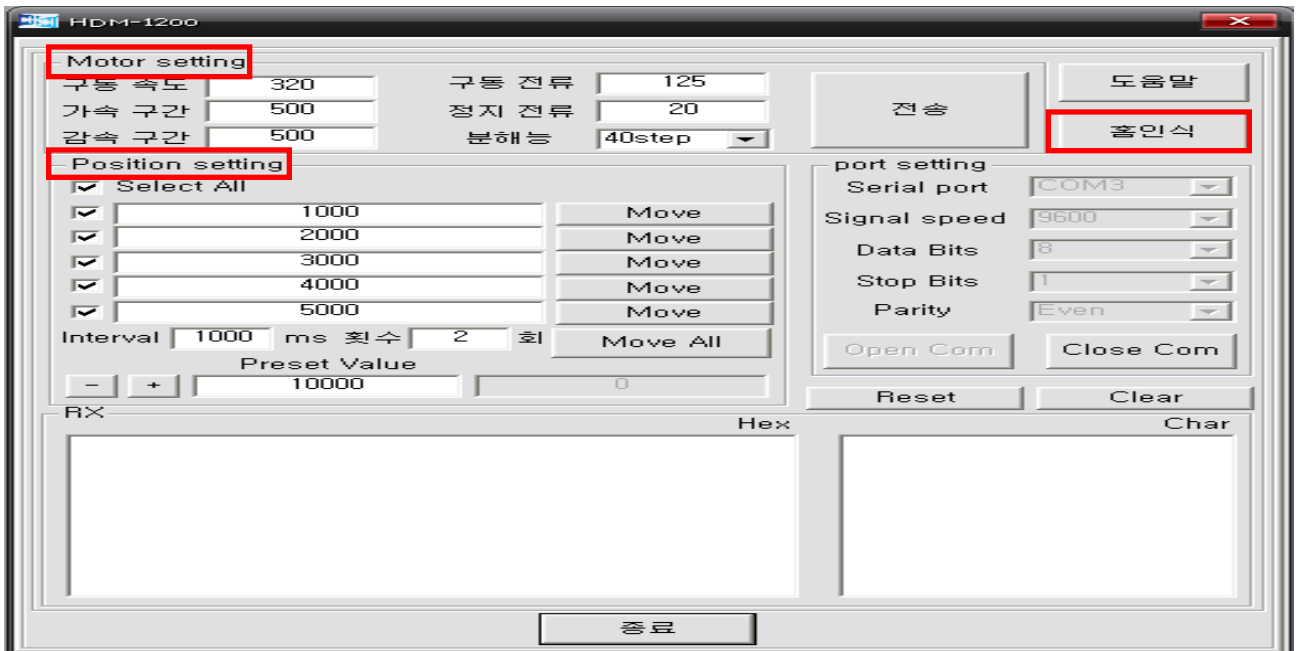 HDM-1200
Motor setting
구동 속도 320 구동 전류 125
가속 구간 500 정지 전류 20
감속 구간 500 분해능 40step
전송
도움말
홈인식
Position setting
Select All
1000 Move
2000 Move
3000 Move
4000 Move
5000 Move
Interval 1000 ms 횟수 2 회 Move All
Preset Value
- + 10000 0
port setting
Serial port COM3
Signal speed 9600
Data Bits 8
Stop Bits 1
Parity Even
Open Com Close Com
Reset Clear
RX
Hex Char
종료